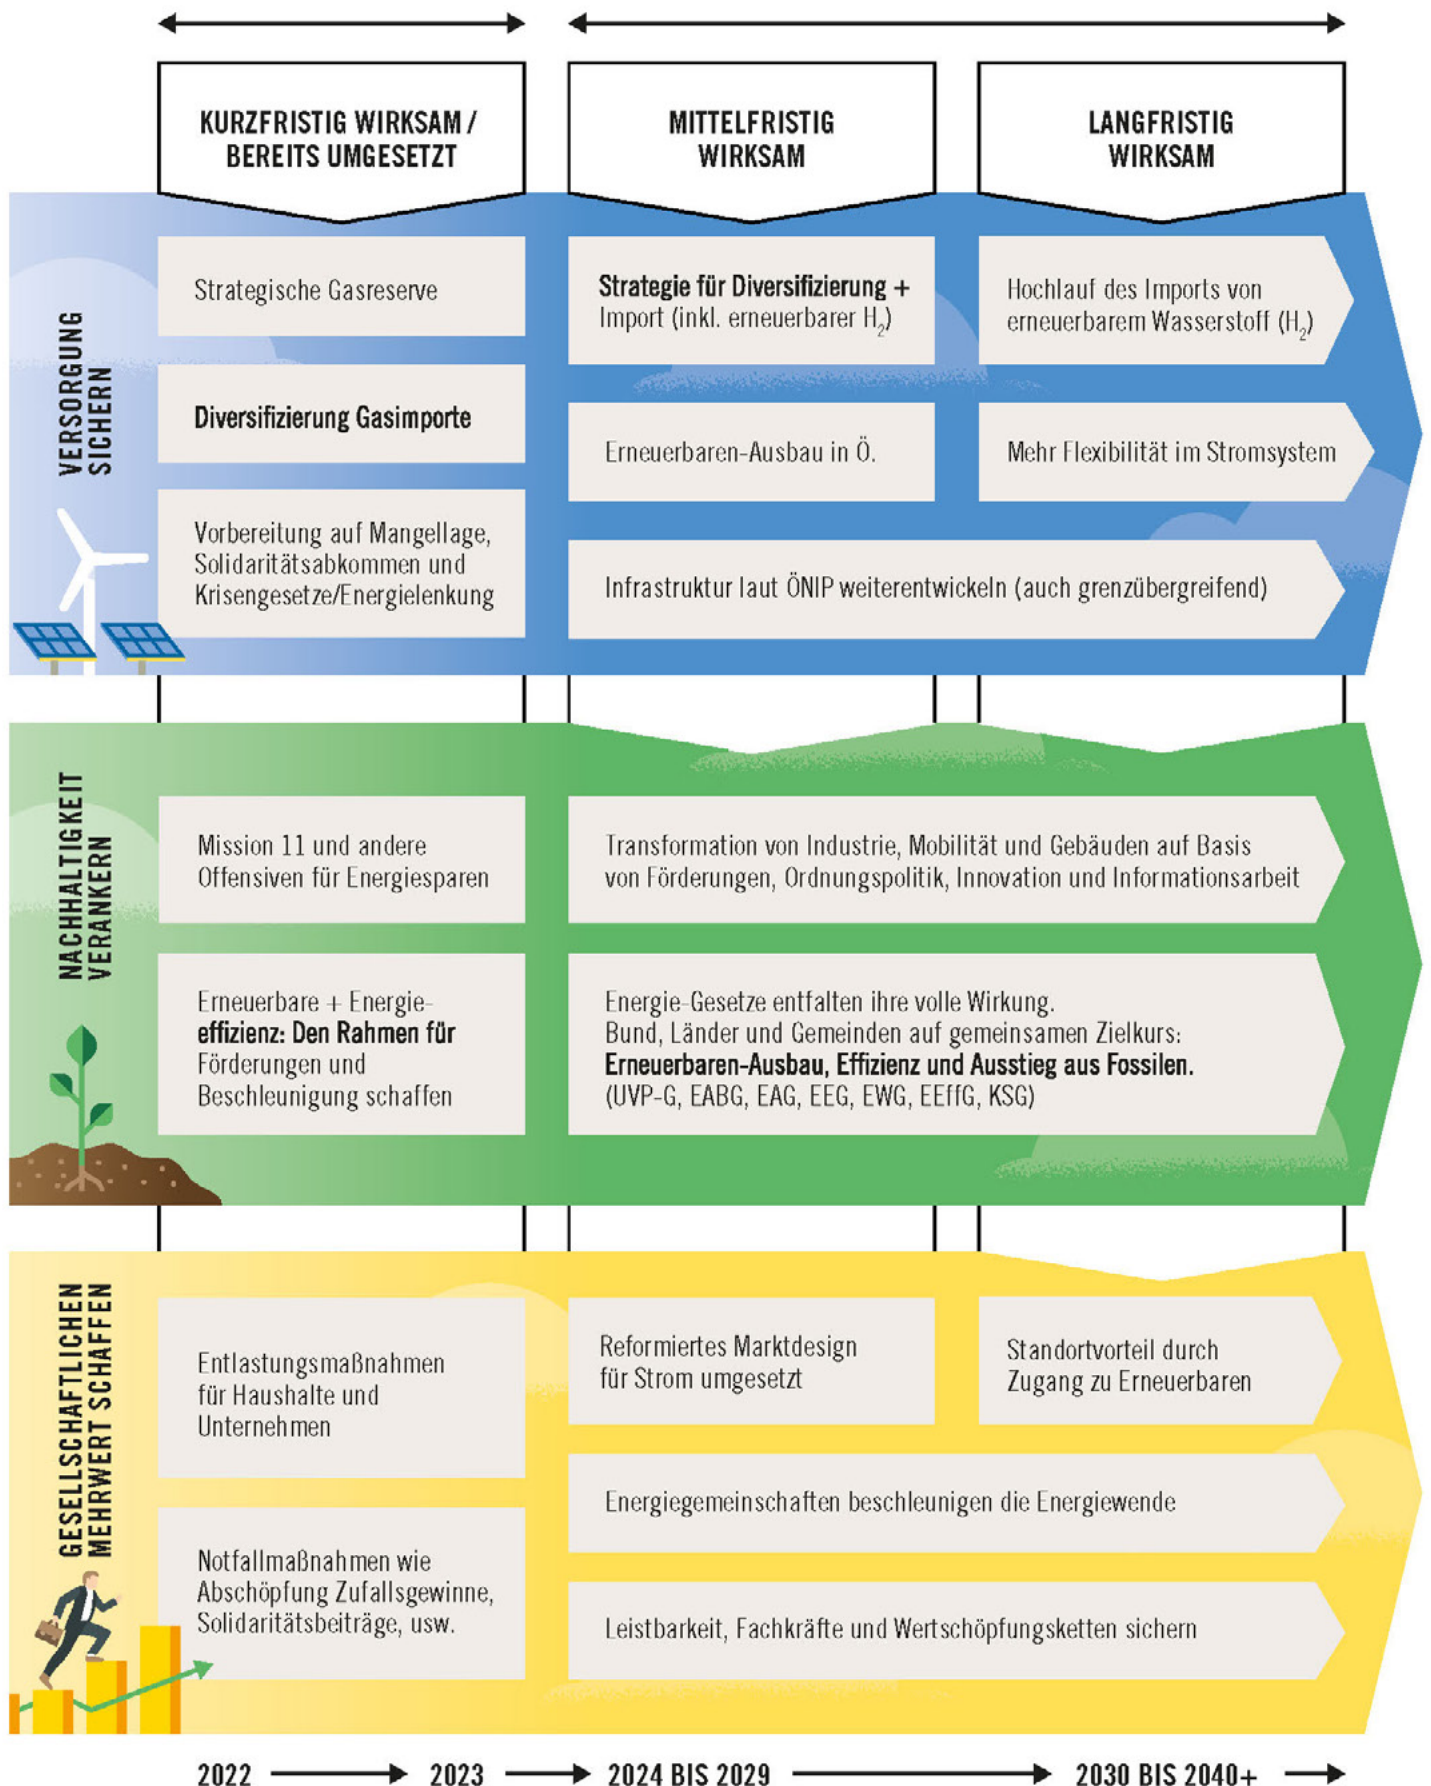 KURZFRISTIG WIRKSAM /
BEREITS UMGESETZT
MITTELFRISTIG
WIRKSAM
LANGFRISTIG
WIRKSAM
VERSORGUNG
SICHERN
Strategische Gasreserve
Diversifizierung Gasimporte
Vorbereitung auf Mangellage,
Solidaritätsabkommen und
Krisengesetze/Energielenkung
Strategie für Diversifizierung +
Import (inkl. erneuerbarer H₂)
Hochlauf des Imports von
erneuerbarem Wasserstoff (H₂)
Erneuerbaren-Ausbau in Ö.
Mehr Flexibilität im Stromsystem
Infrastruktur laut ÖNIP weiterentwickeln (auch grenzübergreifend)
NACHHALTIGKEIT
VERANKERN
Mission 11 und andere
Offensiven für Energiesparen
Transformation von Industrie, Mobilität und Gebäuden auf Basis
von Förderungen, Ordnungspolitik, Innovation und Informationsarbeit
Erneuerbare + Energie-
effizienz: Den Rahmen für
Förderungen und
Beschleunigung schaffen
Energie-Gesetze entfalten ihre volle Wirkung.
Bund, Länder und Gemeinden auf gemeinsamen Zielkurs:
Erneuerbaren-Ausbau, Effizienz und Ausstieg aus Fossilen.
(UVP-G, EABG, EAG, EEG, EWG, EEffG, KSG)
GESELLSCHAFTLICHEN
MEHRWERT SCHAFFEN
Entlastungsmaßnahmen
für Haushalte und
Unternehmen
Notfallmaßnahmen wie
Abschöpfung Zufallsgewinne,
Solidaritätsbeiträge, usw.
Reformiertes Marktdesign
für Strom umgesetzt
Standortvorteil durch
Zugang zu Erneuerbaren
Energiegemeinschaften beschleunigen die Energiewende
Leistbarkeit, Fachkräfte und Wertschöpfungsketten sichern
2022 2023 2024 BIS 2029 2030 BIS 2040+